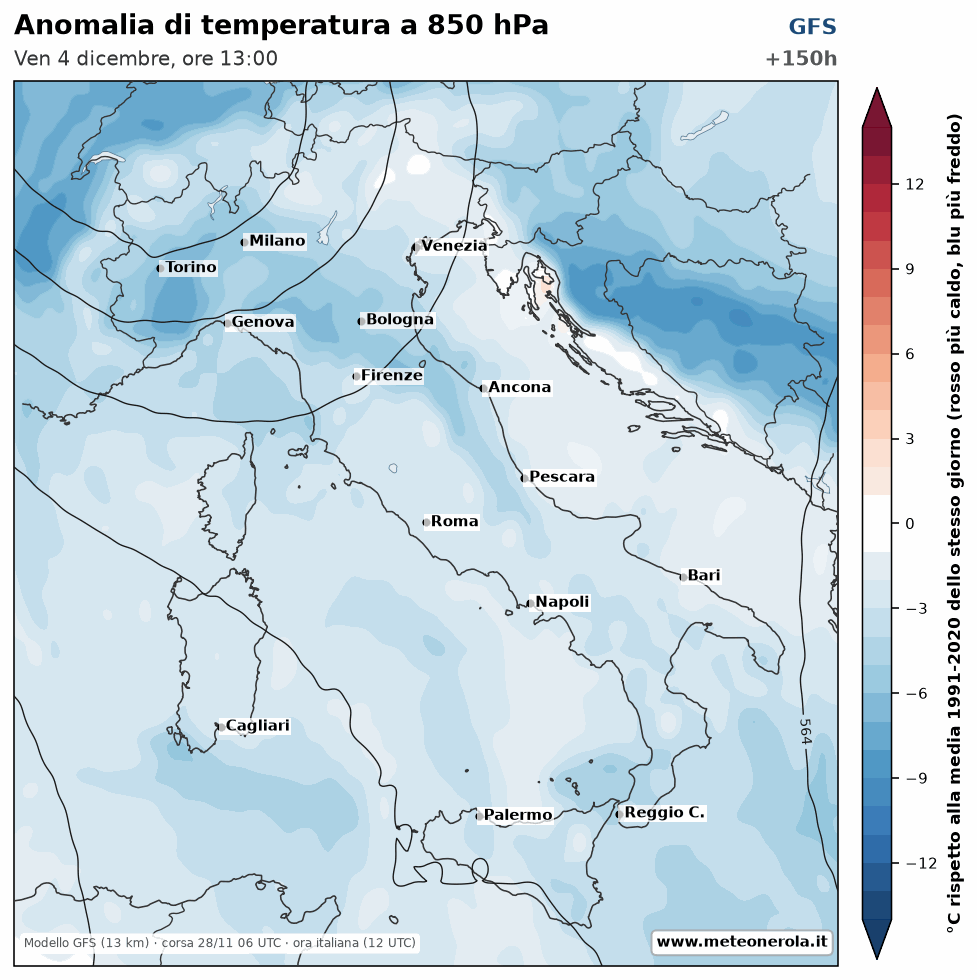 Anomalia di temperatura a 850 hPa
GFS
Ven 4 dicembre, ore 13:00
+150h
Milano
Venezia
Torino
Genova
Bologna
Firenze
Ancona
Pescara
Roma
Bari
Napoli
Cagliari
564
Palermo
Reggio C.
Modello GFS (13 km) · corsa 28/11 06 UTC · ora italiana (12 UTC)
www.meteonerola.it
12
9
6
3
0
−3
−6
−9
−12
°C rispetto alla media 1991-2020 dello stesso giorno (rosso più caldo, blu più freddo)